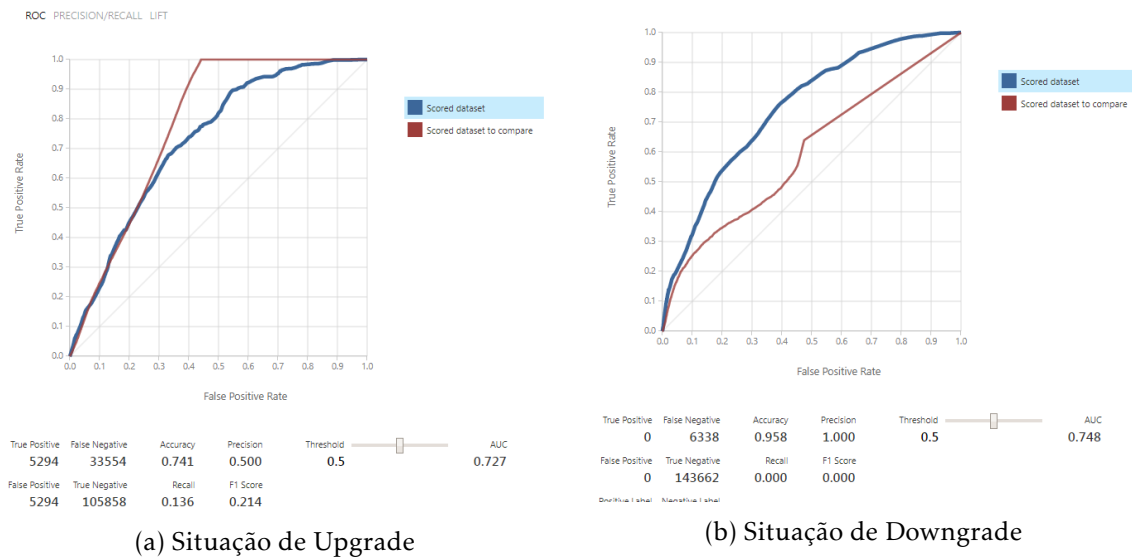 ROC PRECISION/RECALL LIFT
1.0
0.9
0.8
0.7
0.6
0.5
0.4
0.3
0.2
0.1
0.0
True Positive Rate
0.0 0.1 0.2 0.3 0.4 0.5 0.6 0.7 0.8 0.9 1.0
False Positive Rate
Scored dataset
Scored dataset to compare
True Positive False Negative Accuracy Precision Threshold AUC
5294 33554 0.741 0.500 0.5 0.727
False Positive True Negative Recall F1 Score
5294 105858 0.136 0.214
(a) Situação de Upgrade
1.0
0.9
0.8
0.7
0.6
0.5
0.4
0.3
0.2
0.1
0.0
True Positive Rate
0.0 0.1 0.2 0.3 0.4 0.5 0.6 0.7 0.8 0.9 1.0
False Positive Rate
Scored dataset
Scored dataset to compare
True Positive False Negative Accuracy Precision Threshold AUC
0 6338 0.958 1.000 0.5 0.748
False Positive True Negative Recall F1 Score
0 143662 0.000 0.000
Positive Label Negative Label
(b) Situação de Downgrade